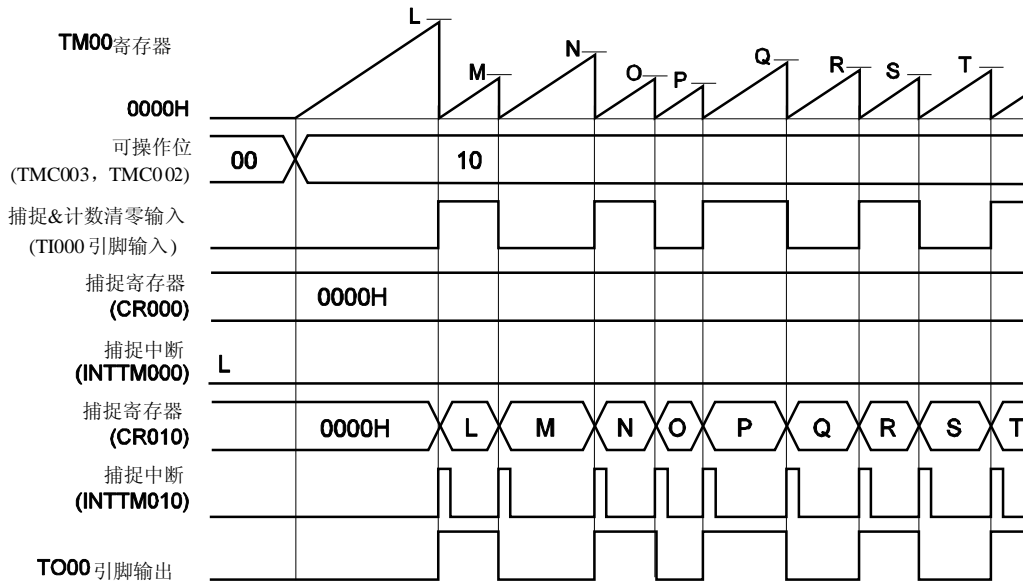 L
TM00寄存器
N
Q
M
O
P
R
S
T
0000H
可操作位
(TMC003，TMC002)
00
10
捕捉&计数清零输入
(TI000引脚输入)
捕捉寄存器
(CR000)
0000H
捕捉中断
(INTTM000)
L
捕捉寄存器
(CR010)
0000H
L
M
N
O
P
Q
R
S
T
捕捉中断
(INTTM010)
TO00引脚输出